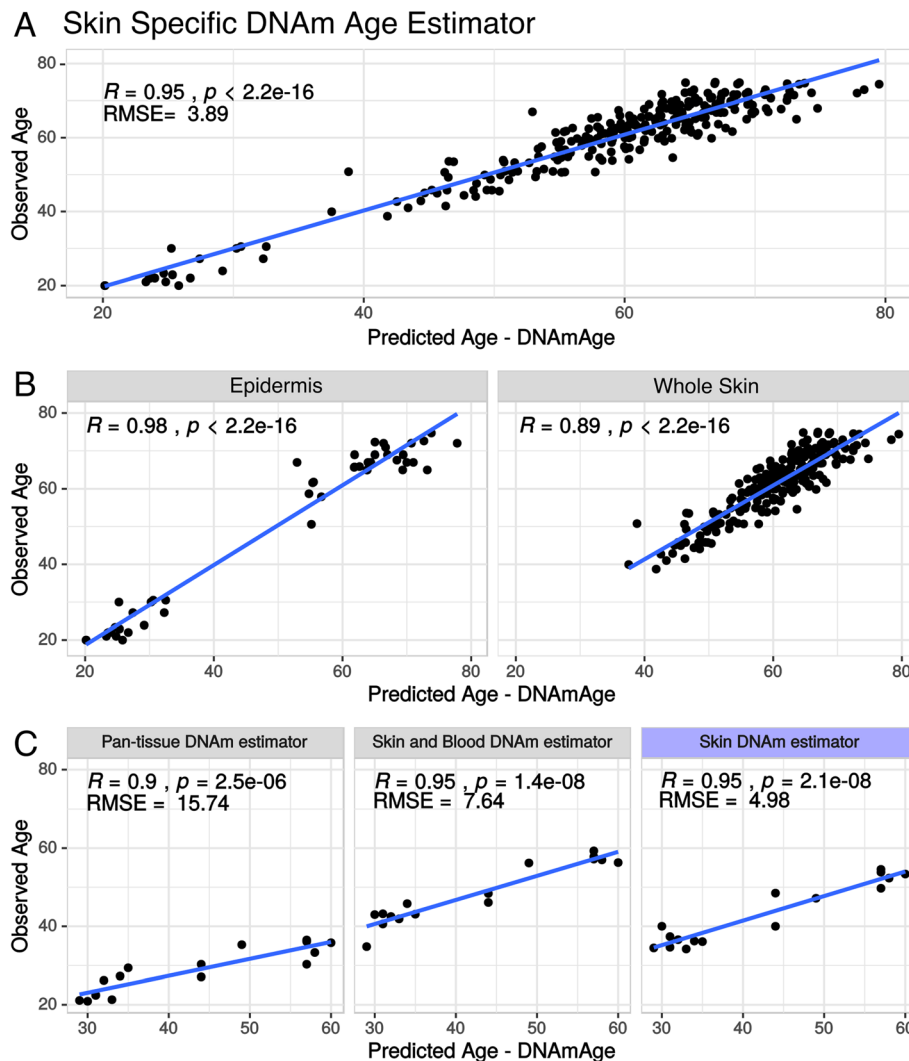 A Skin Specific DNAm Age Estimator
R = 0.95 , p < 2.2e-16
RMSE= 3.89
Observed Age
80
60
40
20
20 40 60 80
Predicted Age - DNAmAge
B
Epidermis
Whole Skin
R = 0.98 , p < 2.2e-16
R = 0.89 , p < 2.2e-16
Observed Age
80
60
40
20
20 40 60 80
20 40 60 80
Predicted Age - DNAmAge
C
Pan-tissue DNAm estimator
Skin and Blood DNAm estimator
Skin DNAm estimator
R = 0.9 , p = 2.5e-06
RMSE = 15.74
R = 0.95 , p = 1.4e-08
RMSE = 7.64
R = 0.95 , p = 2.1e-08
RMSE = 4.98
Observed Age
80
60
40
20
30 40 50 60
30 40 50 60
30 40 50 60
Predicted Age - DNAmAge